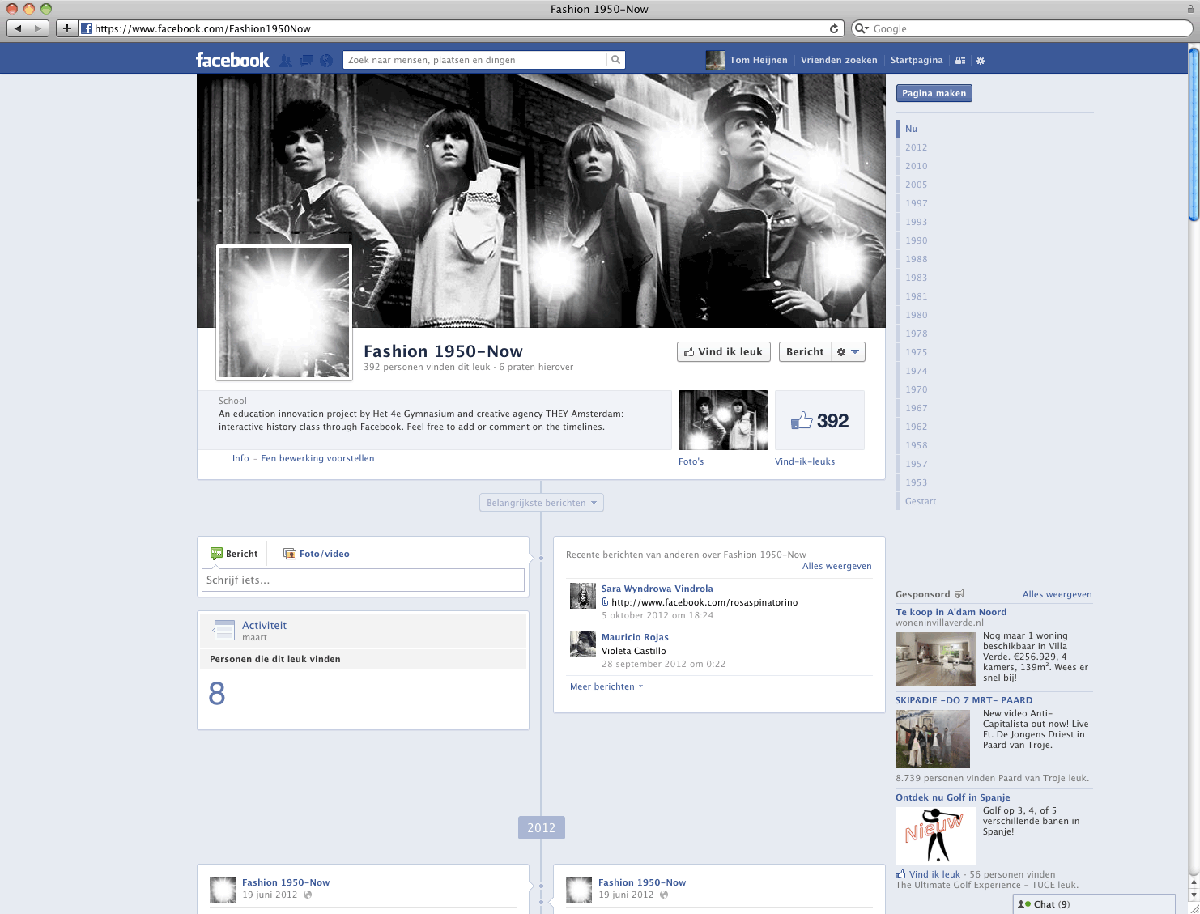 Fashion 1950-Now
https://www.facebook.com/Fashion1950Now
Google
facebook
Zoek naar mensen, plaatsen en dingen
Tom Heijnen
Vrienden zoeken
Startpagina
Pagina maken
Nu
2012
2010
2005
1997
1993
1990
1988
1983
1981
1980
1978
1975
1974
1970
1967
1962
1958
1957
1953
Gestart
Fashion 1950-Now
392 personen vinden dit leuk · 6 praten hierover
Vind ik leuk
Bericht
School
An education innovation project by Het 4e Gymnasium and creative agency THEY Amsterdam:
interactive history class through Facebook. Feel free to add or comment on the timelines.
Info – Een bewerking voorstellen
Foto's
392
Vind-ik-leuks
Belangrijkste berichten
Bericht
Foto/video
Schrijf iets...
Activiteit
maart
Personen die dit leuk vinden
8
Recente berichten van anderen over Fashion 1950-Now
Alles weergeven
Sara Wyndrowa Vindrola
http://www.facebook.com/rosaspinatorino
5 oktober 2012 om 18:24
Mauricio Rojas
Violeta Castillo
28 september 2012 om 0:22
Meer berichten
2012
Fashion 1950-Now
19 juni 2012
Fashion 1950-Now
19 juni 2012
Gesponsord
Alles weergeven
Te koop in A'dam Noord
woneninvillaverde.nl
Nog maar 1 woning
beschikbaar in Villa
Verde. €256.929, 4
kamers, 139m². Wees er
snel bij!
SKIP&DIE -DO 7 MRT- PAARD
New video Anti-
Capitalista out now! Live
Ft. De Jongens Driest in
Paard van Troje.
8.739 personen vinden Paard van Troje leuk.
Ontdek nu Golf in Spanje
Nieuw
Golf op 3, 4, of 5
verschillende banen in
Spanje!
Vind ik leuk · 56 personen vinden
The Ultimate Golf Experience - TUCE leuk.
Chat (9)